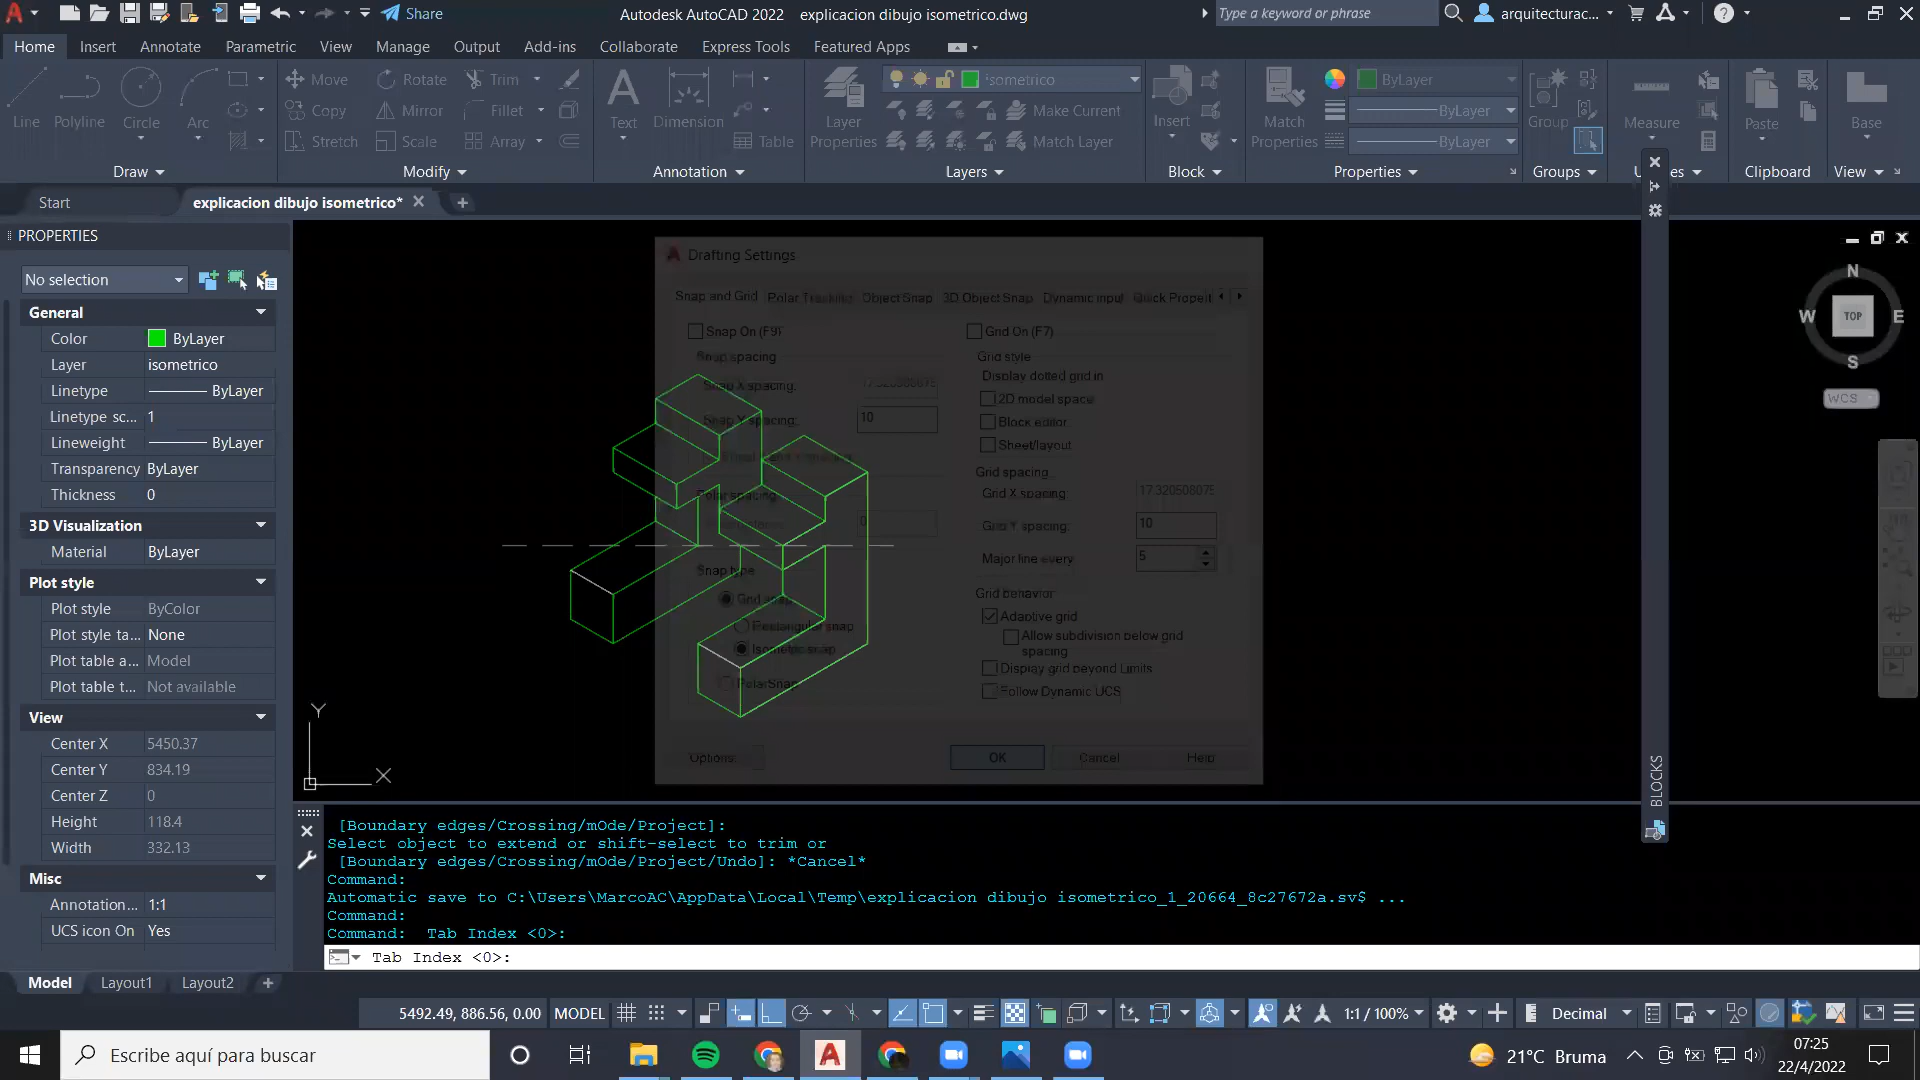 Share
Autodesk AutoCAD 2022 explicacion dibujo isometrico.dwg
Type a keyword or phrase
arquitecturac...
Home Insert Annotate Parametric View Manage Output Add-ins Collaborate Express Tools Featured Apps
Line Polyline Circle Arc
Move Rotate Trim
Copy Mirror Fillet
Stretch Scale Array
Text Dimension Table
Layer Properties
isometrico
Make Current
Match Layer
Insert
Match Properties
ByLayer
ByLayer
ByLayer
Group Measure Paste Base
Draw Modify Annotation Layers Block Properties Groups Clipboard View
Start
explicacion dibujo isometrico*
PROPERTIES
No selection
General
Color ByLayer
Layer isometrico
Linetype ByLayer
Linetype sc... 1
Lineweight ByLayer
Transparency ByLayer
Thickness 0
3D Visualization
Material ByLayer
Plot style
Plot style ByColor
Plot style ta... None
Plot table a... Model
Plot table t... Not available
View
Center X 5450.37
Center Y 834.19
Center Z 0
Height 118.4
Width 332.13
Misc
Annotation... 1:1
UCS icon On Yes
Drafting Settings
Snap and Grid Polar Tracking Object Snap 3D Object Snap Dynamic Input Quick Propert
Snap On (F9)
Snap spacing
Snap X spacing:
Snap Y spacing: 10
Polar spacing
0
Snap type
Grid snap
Rectangular snap
Isometric snap
PolarSnap
Grid On (F7)
Grid style
Display dotted grid in
2D model space
Block editor
Sheet/layout
Grid spacing
Grid X spacing: 17.320508075
Grid Y spacing: 10
Major line every 5
Grid behavior
Adaptive grid
Allow subdivision below grid
spacing
Display grid beyond Limits
Follow Dynamic UCS
Options OK Cancel Help
N
W TOP E
S
WCS
BLOCKS
Y
X
[Boundary edges/Crossing/mOde/Project]:
Select object to extend or shift-select to trim or
[Boundary edges/Crossing/mOde/Project/Undo]: *Cancel*
Command:
Automatic save to C:\Users\MarcoAC\AppData\Local\Temp\explicacion dibujo isometrico_1_20664_8c27672a.sv$ ...
Command:
Command: Tab Index <0>:
Tab Index <0>:
Model Layout1 Layout2
5492.49, 886.56, 0.00 MODEL
1:1 / 100%
Decimal
Escribe aquí para buscar
21°C Bruma
07:25
22/4/2022